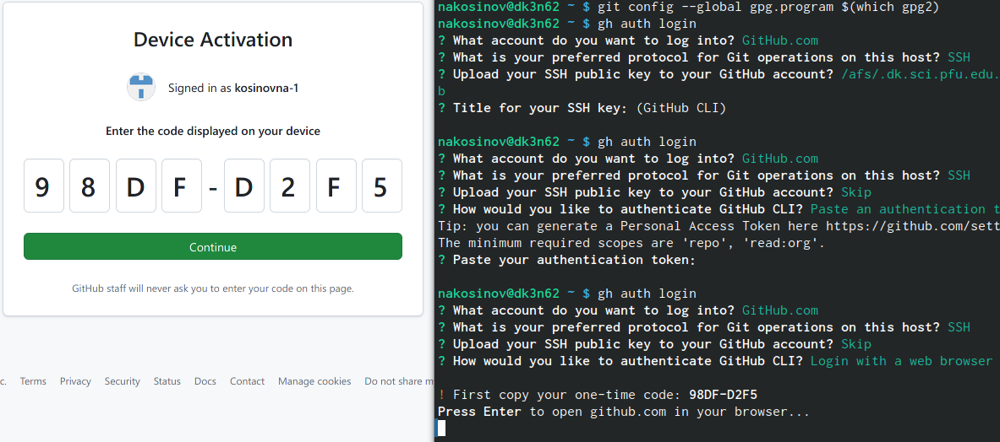 Device Activation
Signed in as kosinovna-1
Enter the code displayed on your device
9 8 D F - D 2 F 5
Continue
GitHub staff will never ask you to enter your code on this page.
c. Terms Privacy Security Status Docs Contact Manage cookies Do not share m
nakosinov@dk3n62 ~ $ git config --global gpg.program $(which gpg2)
nakosinov@dk3n62 ~ $ gh auth login
? What account do you want to log into? GitHub.com
? What is your preferred protocol for Git operations on this host? SSH
? Upload your SSH public key to your GitHub account? /afs/.dk.sci.pfu.edu.
b
? Title for your SSH key: (GitHub CLI)
nakosinov@dk3n62 ~ $ gh auth login
? What account do you want to log into? GitHub.com
? What is your preferred protocol for Git operations on this host? SSH
? Upload your SSH public key to your GitHub account? Skip
? How would you like to authenticate GitHub CLI? Paste an authentication t
Tip: you can generate a Personal Access Token here https://github.com/sett
The minimum required scopes are 'repo', 'read:org'.
? Paste your authentication token:
nakosinov@dk3n62 ~ $ gh auth login
? What account do you want to log into? GitHub.com
? What is your preferred protocol for Git operations on this host? SSH
? Upload your SSH public key to your GitHub account? Skip
? How would you like to authenticate GitHub CLI? Login with a web browser
! First copy your one-time code: 98DF-D2F5
Press Enter to open github.com in your browser...